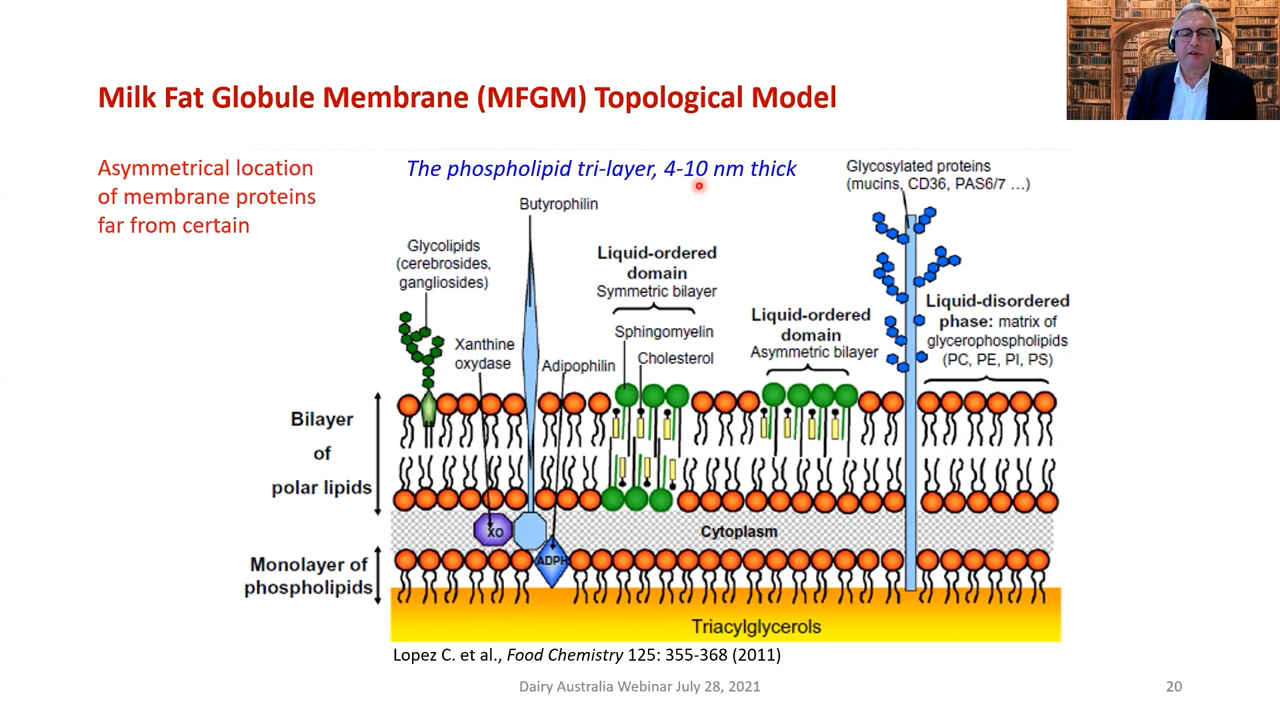 Milk Fat Globule Membrane (MFGM) Topological Model
Asymmetrical location
of membrane proteins
far from certain
The phospholipid tri-layer, 4-10 nm thick
Glycosylated proteins
(mucins, CD36, PAS6/7 ...)
Butyrophilin
Glycolipids
(cerebrosides,
gangliosides)
Liquid-ordered
domain
Symmetric bilayer
Sphingomyelin
Cholesterol
Xanthine
oxydase
Adipophilin
Liquid-ordered
domain
Asymmetric bilayer
Liquid-disordered
phase: matrix of
glycerophospholipids
(PC, PE, PI, PS)
Bilayer
of
polar lipids
XO
Cytoplasm
ADPH
Monolayer of
phospholipids
Triacylglycerols
Lopez C. et al., Food Chemistry 125: 355-368 (2011)
Dairy Australia Webinar July 28, 2021
20